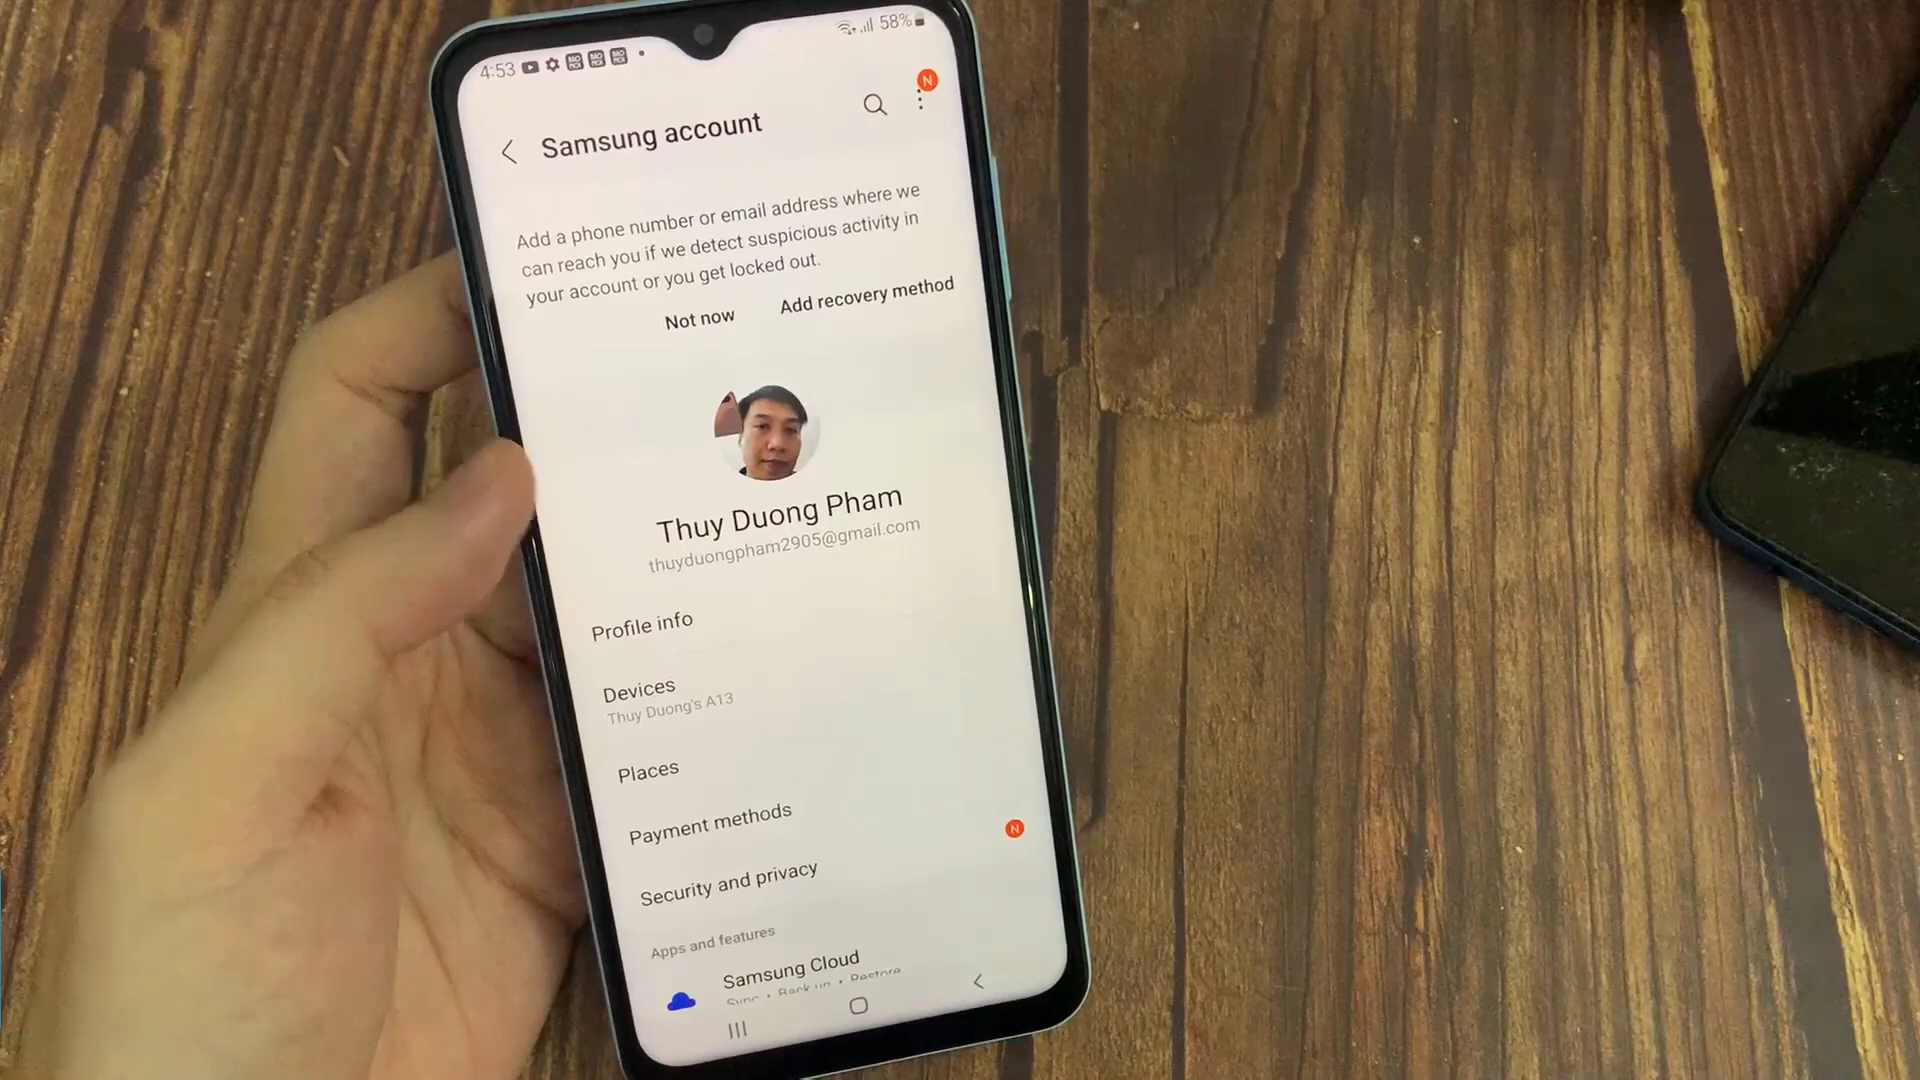 4:53
58%
N
Samsung account
Add a phone number or email address where we
can reach you if we detect suspicious activity in
your account or you get locked out.
Not now Add recovery method
Thuy Duong Pham
thuyduongpham2905@gmail.com
Profile info
Devices
Thuy Duong's A13
Places
Payment methods
N
Security and privacy
Apps and features
Samsung Cloud
Sync • Back up • Restore